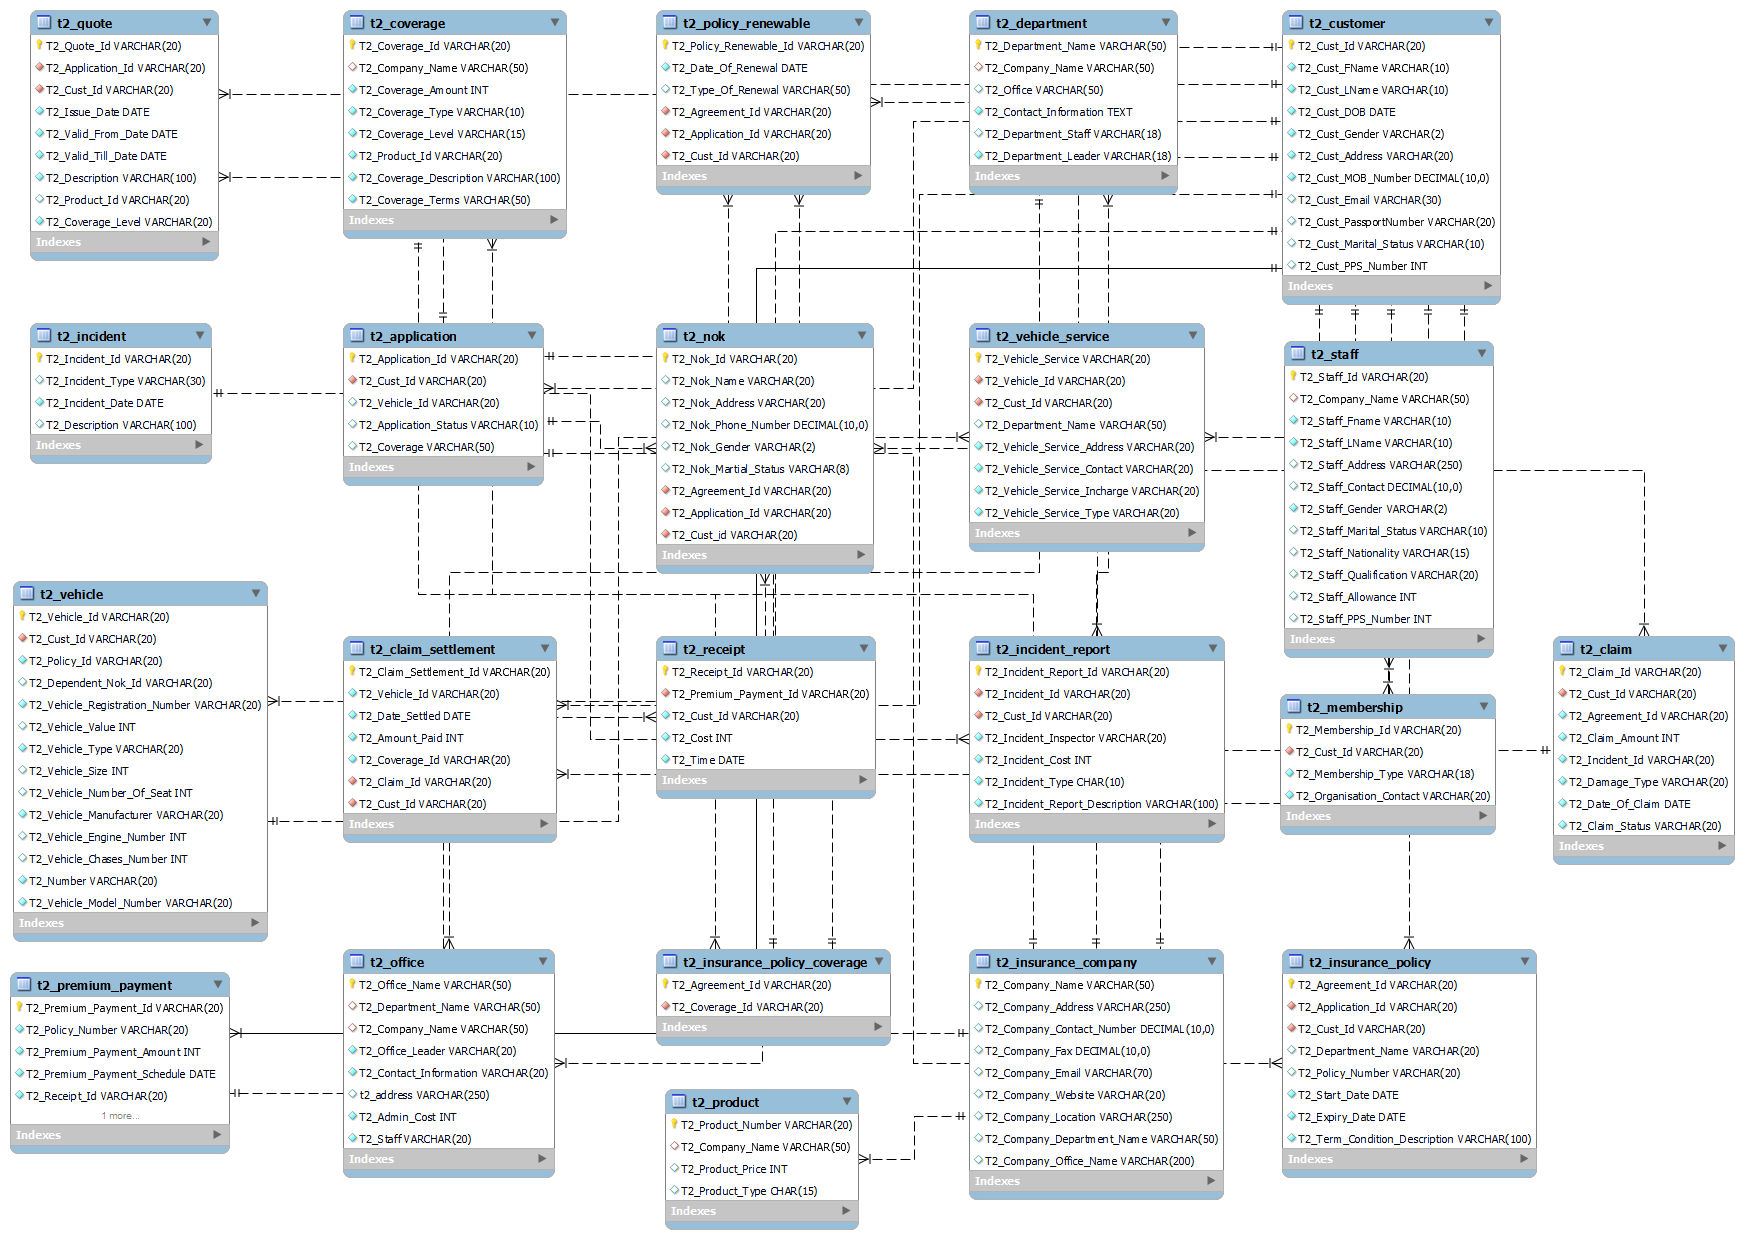 t2_quote
T2_Quote_Id VARCHAR(20)
T2_Application_Id VARCHAR(20)
T2_Cust_Id VARCHAR(20)
T2_Issue_Date DATE
T2_Valid_From_Date DATE
T2_Valid_Till_Date DATE
T2_Description VARCHAR(100)
T2_Product_Id VARCHAR(20)
T2_Coverage_Level VARCHAR(20)
Indexes
t2_coverage
T2_Coverage_Id VARCHAR(20)
T2_Company_Name VARCHAR(50)
T2_Coverage_Amount INT
T2_Coverage_Type VARCHAR(10)
T2_Coverage_Level VARCHAR(15)
T2_Product_Id VARCHAR(20)
T2_Coverage_Description VARCHAR(100)
T2_Coverage_Terms VARCHAR(50)
Indexes
t2_policy_renewable
T2_Policy_Renewable_Id VARCHAR(20)
T2_Date_Of_Renewal DATE
T2_Type_Of_Renewal VARCHAR(50)
T2_Agreement_Id VARCHAR(20)
T2_Application_Id VARCHAR(20)
T2_Cust_Id VARCHAR(20)
Indexes
t2_department
T2_Department_Name VARCHAR(50)
T2_Company_Name VARCHAR(50)
T2_Office VARCHAR(50)
T2_Contact_Information TEXT
T2_Department_Staff VARCHAR(18)
T2_Department_Leader VARCHAR(18)
Indexes
t2_customer
T2_Cust_Id VARCHAR(20)
T2_Cust_FName VARCHAR(10)
T2_Cust_LName VARCHAR(10)
T2_Cust_DOB DATE
T2_Cust_Gender VARCHAR(2)
T2_Cust_Address VARCHAR(20)
T2_Cust_MOB_Number DECIMAL(10,0)
T2_Cust_Email VARCHAR(30)
T2_Cust_PassportNumber VARCHAR(20)
T2_Cust_Marital_Status VARCHAR(10)
T2_Cust_PPS_Number INT
Indexes
t2_incident
T2_Incident_Id VARCHAR(20)
T2_Incident_Type VARCHAR(30)
T2_Incident_Date DATE
T2_Description VARCHAR(100)
Indexes
t2_application
T2_Application_Id VARCHAR(20)
T2_Cust_Id VARCHAR(20)
T2_Vehicle_Id VARCHAR(20)
T2_Application_Status VARCHAR(10)
T2_Coverage VARCHAR(50)
Indexes
t2_nok
T2_Nok_Id VARCHAR(20)
T2_Nok_Name VARCHAR(20)
T2_Nok_Address VARCHAR(20)
T2_Nok_Phone_Number DECIMAL(10,0)
T2_Nok_Gender VARCHAR(2)
T2_Nok_Martial_Status VARCHAR(8)
T2_Agreement_Id VARCHAR(20)
T2_Application_Id VARCHAR(20)
T2_Cust_id VARCHAR(20)
Indexes
t2_vehicle_service
T2_Vehicle_Service VARCHAR(20)
T2_Vehicle_Id VARCHAR(20)
T2_Cust_Id VARCHAR(20)
T2_Department_Name VARCHAR(50)
T2_Vehicle_Service_Address VARCHAR(20)
T2_Vehicle_Service_Contact VARCHAR(20)
T2_Vehicle_Service_Incharge VARCHAR(20)
T2_Vehicle_Service_Type VARCHAR(20)
Indexes
t2_staff
T2_Staff_Id VARCHAR(20)
T2_Company_Name VARCHAR(50)
T2_Staff_Fname VARCHAR(10)
T2_Staff_LName VARCHAR(10)
T2_Staff_Address VARCHAR(250)
T2_Staff_Contact DECIMAL(10,0)
T2_Staff_Gender VARCHAR(2)
T2_Staff_Marital_Status VARCHAR(10)
T2_Staff_Nationality VARCHAR(15)
T2_Staff_Qualification VARCHAR(20)
T2_Staff_Allowance INT
T2_Staff_PPS_Number INT
Indexes
t2_vehicle
T2_Vehicle_Id VARCHAR(20)
T2_Cust_Id VARCHAR(20)
T2_Policy_Id VARCHAR(20)
T2_Dependent_Nok_Id VARCHAR(20)
T2_Vehicle_Registration_Number VARCHAR(20)
T2_Vehicle_Value INT
T2_Vehicle_Type VARCHAR(20)
T2_Vehicle_Size INT
T2_Vehicle_Number_Of_Seat INT
T2_Vehicle_Manufacturer VARCHAR(20)
T2_Vehicle_Engine_Number INT
T2_Vehicle_Chases_Number INT
T2_Number VARCHAR(20)
T2_Vehicle_Model_Number VARCHAR(20)
Indexes
t2_claim_settlement
T2_Claim_Settlement_Id VARCHAR(20)
T2_Vehicle_Id VARCHAR(20)
T2_Date_Settled DATE
T2_Amount_Paid INT
T2_Coverage_Id VARCHAR(20)
T2_Claim_Id VARCHAR(20)
T2_Cust_Id VARCHAR(20)
Indexes
t2_receipt
T2_Receipt_Id VARCHAR(20)
T2_Premium_Payment_Id VARCHAR(20)
T2_Cust_Id VARCHAR(20)
T2_Cost INT
T2_Time DATE
Indexes
t2_incident_report
T2_Incident_Report_Id VARCHAR(20)
T2_Incident_Id VARCHAR(20)
T2_Cust_Id VARCHAR(20)
T2_Incident_Inspector VARCHAR(20)
T2_Incident_Cost INT
T2_Incident_Type CHAR(10)
T2_Incident_Report_Description VARCHAR(100)
Indexes
t2_membership
T2_Membership_Id VARCHAR(20)
T2_Cust_Id VARCHAR(20)
T2_Membership_Type VARCHAR(18)
T2_Organisation_Contact VARCHAR(20)
Indexes
t2_claim
T2_Claim_Id VARCHAR(20)
T2_Cust_Id VARCHAR(20)
T2_Agreement_Id VARCHAR(20)
T2_Claim_Amount INT
T2_Incident_Id VARCHAR(20)
T2_Damage_Type VARCHAR(20)
T2_Date_Of_Claim DATE
T2_Claim_Status VARCHAR(20)
Indexes
t2_premium_payment
T2_Premium_Payment_Id VARCHAR(20)
T2_Policy_Number VARCHAR(20)
T2_Premium_Payment_Amount INT
T2_Premium_Payment_Schedule DATE
T2_Receipt_Id VARCHAR(20)
1 more...
Indexes
t2_office
T2_Office_Name VARCHAR(50)
T2_Department_Name VARCHAR(50)
T2_Company_Name VARCHAR(50)
T2_Office_Leader VARCHAR(20)
T2_Contact_Information VARCHAR(20)
t2_address VARCHAR(250)
T2_Admin_Cost INT
T2_Staff VARCHAR(20)
Indexes
t2_insurance_policy_coverage
T2_Agreement_Id VARCHAR(20)
T2_Coverage_Id VARCHAR(20)
Indexes
t2_product
T2_Product_Number VARCHAR(20)
T2_Company_Name VARCHAR(50)
T2_Product_Price INT
T2_Product_Type CHAR(15)
Indexes
t2_insurance_company
T2_Company_Name VARCHAR(50)
T2_Company_Address VARCHAR(250)
T2_Company_Contact_Number DECIMAL(10,0)
T2_Company_Fax DECIMAL(10,0)
T2_Company_Email VARCHAR(70)
T2_Company_Website VARCHAR(20)
T2_Company_Location VARCHAR(250)
T2_Company_Department_Name VARCHAR(50)
T2_Company_Office_Name VARCHAR(200)
Indexes
t2_insurance_policy
T2_Agreement_Id VARCHAR(20)
T2_Application_Id VARCHAR(20)
T2_Cust_Id VARCHAR(20)
T2_Department_Name VARCHAR(20)
T2_Policy_Number VARCHAR(20)
T2_Start_Date DATE
T2_Expiry_Date DATE
T2_Term_Condition_Description VARCHAR(100)
Indexes